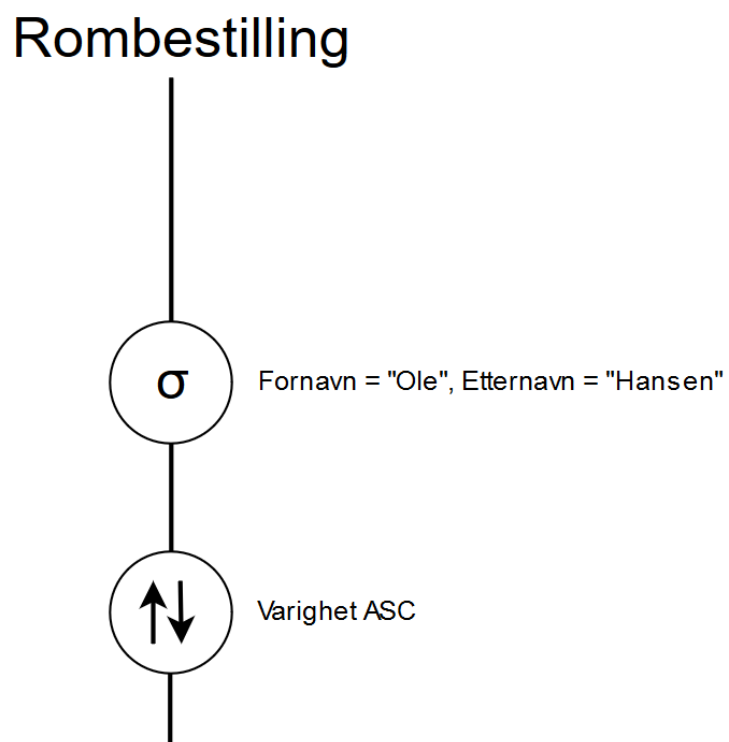 Rombestilling
σ
Fornavn = "Ole", Etternavn = "Hansen"
Varighet ASC